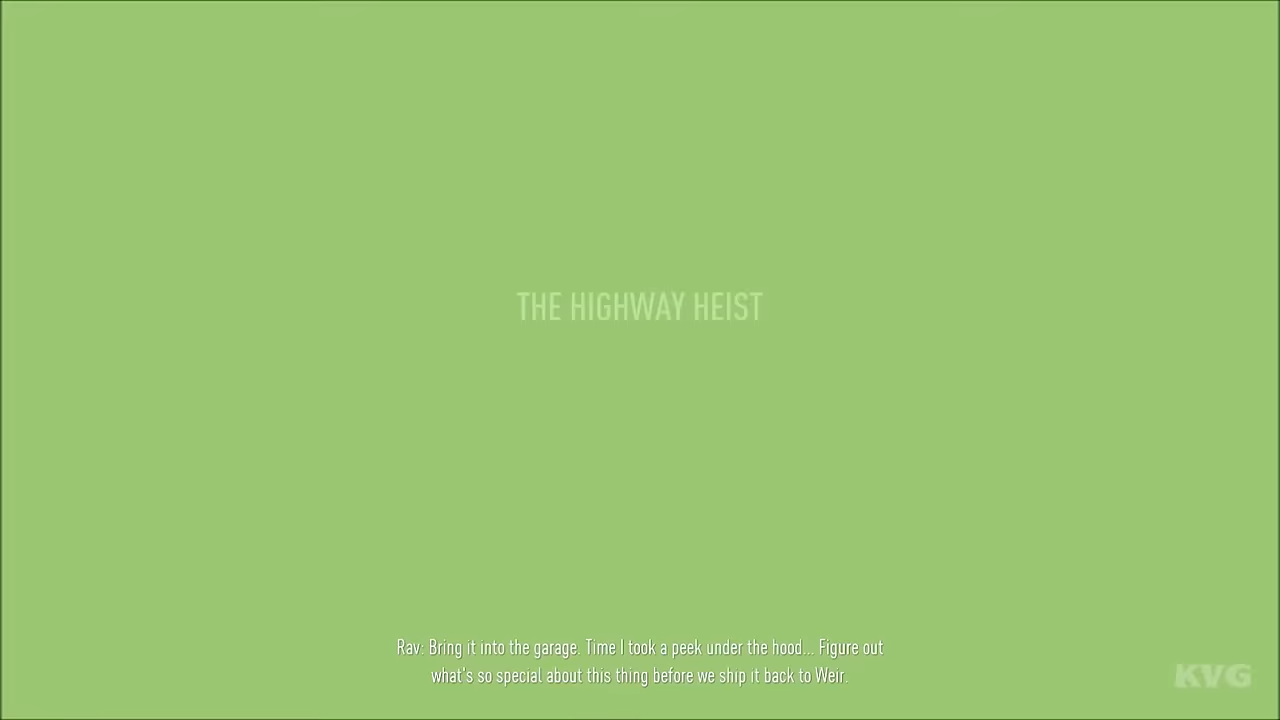 THE HIGHWAY HEIST
Rav: Bring it into the garage. Time I took a peek under the hood... Figure out
what's so special about this thing before we ship it back to Weir.
KVG